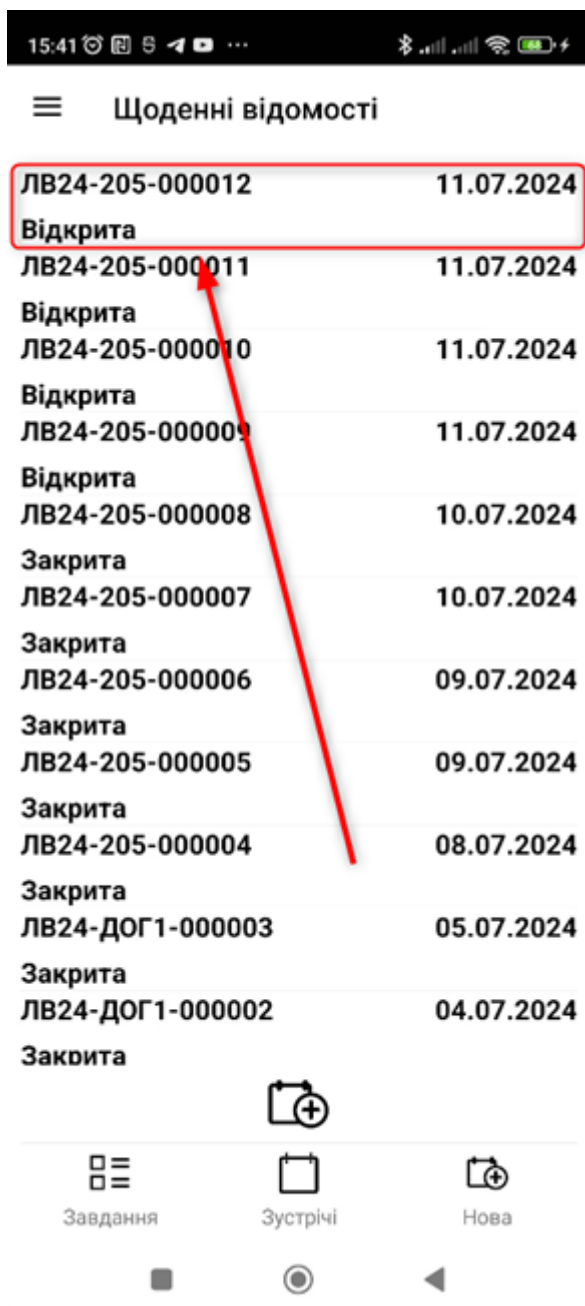 15:41 ... 68
Щоденні відомості
ЛВ24-205-000012 11.07.2024
Відкрита
ЛВ24-205-000011 11.07.2024
Відкрита
ЛВ24-205-000010 11.07.2024
Відкрита
ЛВ24-205-000009 11.07.2024
Відкрита
ЛВ24-205-000008 10.07.2024
Закрита
ЛВ24-205-000007 10.07.2024
Закрита
ЛВ24-205-000006 09.07.2024
Закрита
ЛВ24-205-000005 09.07.2024
Закрита
ЛВ24-205-000004 08.07.2024
Закрита
ЛВ24-ДОГ1-000003 05.07.2024
Закрита
ЛВ24-ДОГ1-000002 04.07.2024
Закрита
Завдання Зустрічі Нова